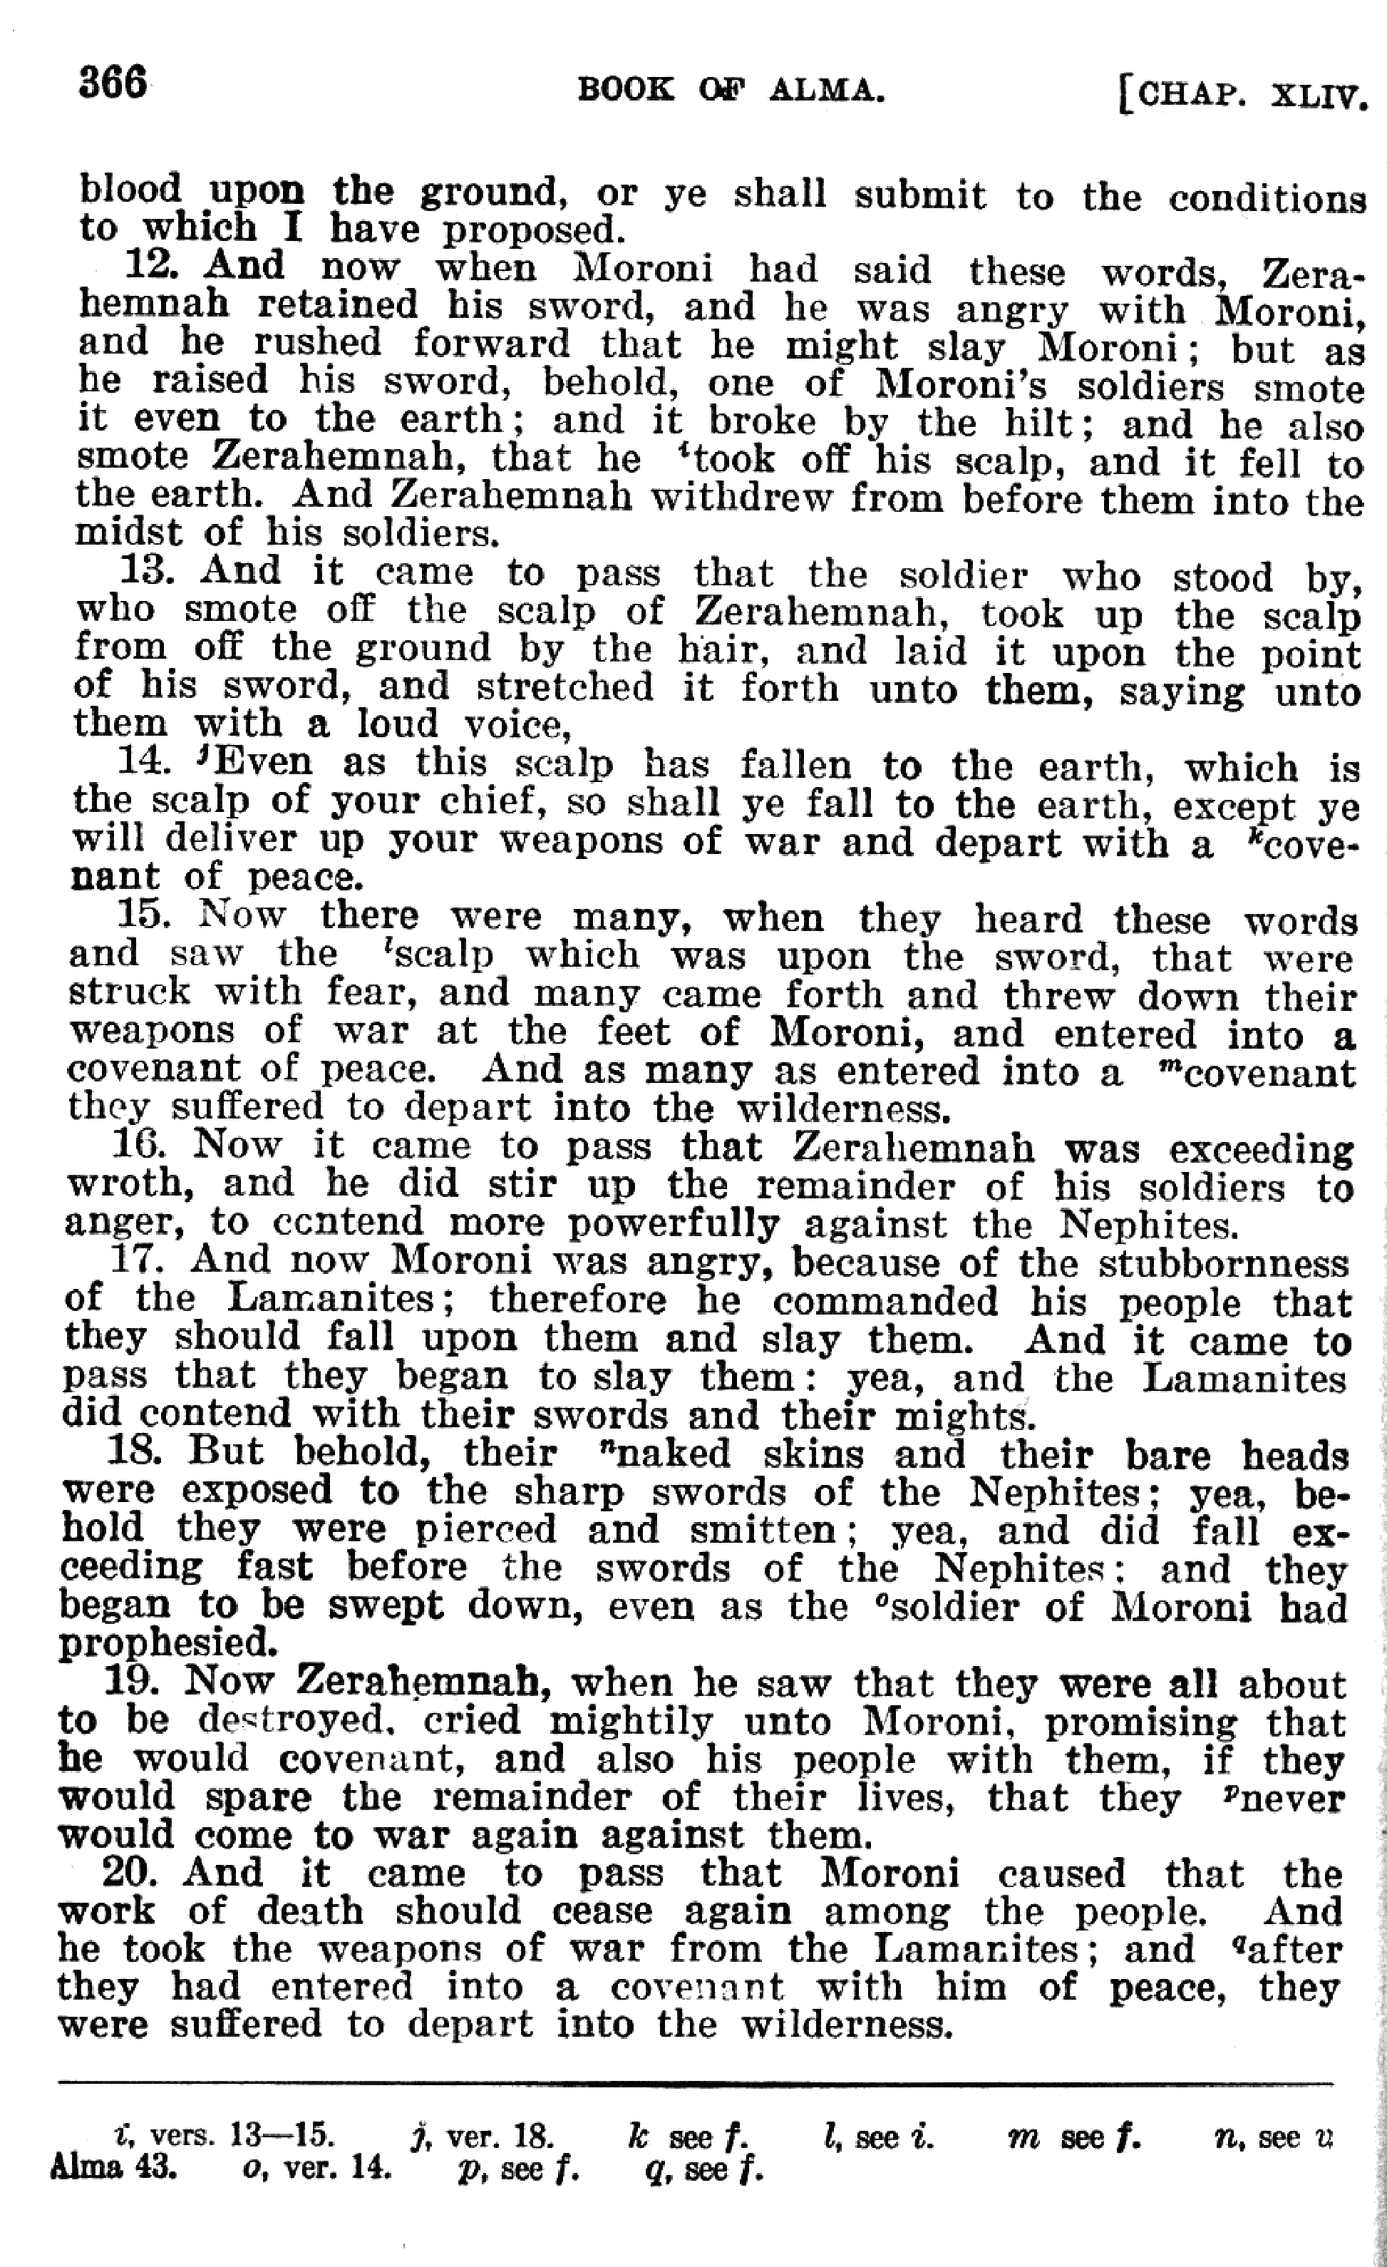 366 BOOK OF ALMA. [CHAP. XLIV.
blood upon the ground, or ye shall submit to the conditions
to which I have proposed.
12. And now when Moroni had said these words, Zera-
hemnah retained his sword, and he was angry with Moroni,
and he rushed forward that he might slay Moroni; but as
he raised his sword, behold, one of Moroni's soldiers smote
it even to the earth; and it broke by the hilt; and he also
smote Zerahemnah, that he ⁱtook off his scalp, and it fell to
the earth. And Zerahemnah withdrew from before them into the
midst of his soldiers.
13. And it came to pass that the soldier who stood by,
who smote off the scalp of Zerahemnah, took up the scalp
from off the ground by the hair, and laid it upon the point
of his sword, and stretched it forth unto them, saying unto
them with a loud voice,
14. ʲEven as this scalp has fallen to the earth, which is
the scalp of your chief, so shall ye fall to the earth, except ye
will deliver up your weapons of war and depart with a ᵏcove-
nant of peace.
15. Now there were many, when they heard these words
and saw the ˡscalp which was upon the sword, that were
struck with fear, and many came forth and threw down their
weapons of war at the feet of Moroni, and entered into a
covenant of peace. And as many as entered into a ᵐcovenant
they suffered to depart into the wilderness.
16. Now it came to pass that Zerahemnah was exceeding
wroth, and he did stir up the remainder of his soldiers to
anger, to contend more powerfully against the Nephites.
17. And now Moroni was angry, because of the stubbornness
of the Lamanites; therefore he commanded his people that
they should fall upon them and slay them. And it came to
pass that they began to slay them: yea, and the Lamanites
did contend with their swords and their mights.
18. But behold, their ⁿnaked skins and their bare heads
were exposed to the sharp swords of the Nephites; yea, be-
hold they were pierced and smitten; yea, and did fall ex-
ceeding fast before the swords of the Nephites: and they
began to be swept down, even as the ᵒsoldier of Moroni had
prophesied.
19. Now Zerahemnah, when he saw that they were all about
to be destroyed, cried mightily unto Moroni, promising that
he would covenant, and also his people with them, if they
would spare the remainder of their lives, that they ᵖnever
would come to war again against them.
20. And it came to pass that Moroni caused that the
work of death should cease again among the people. And
he took the weapons of war from the Lamanites; and 𐞥after
they had entered into a covenant with him of peace, they
were suffered to depart into the wilderness.
i, vers. 13—15. j, ver. 18. k see f. l, see i. m see f. n, see u
Alma 43. o, ver. 14. p, see f. q, see f.